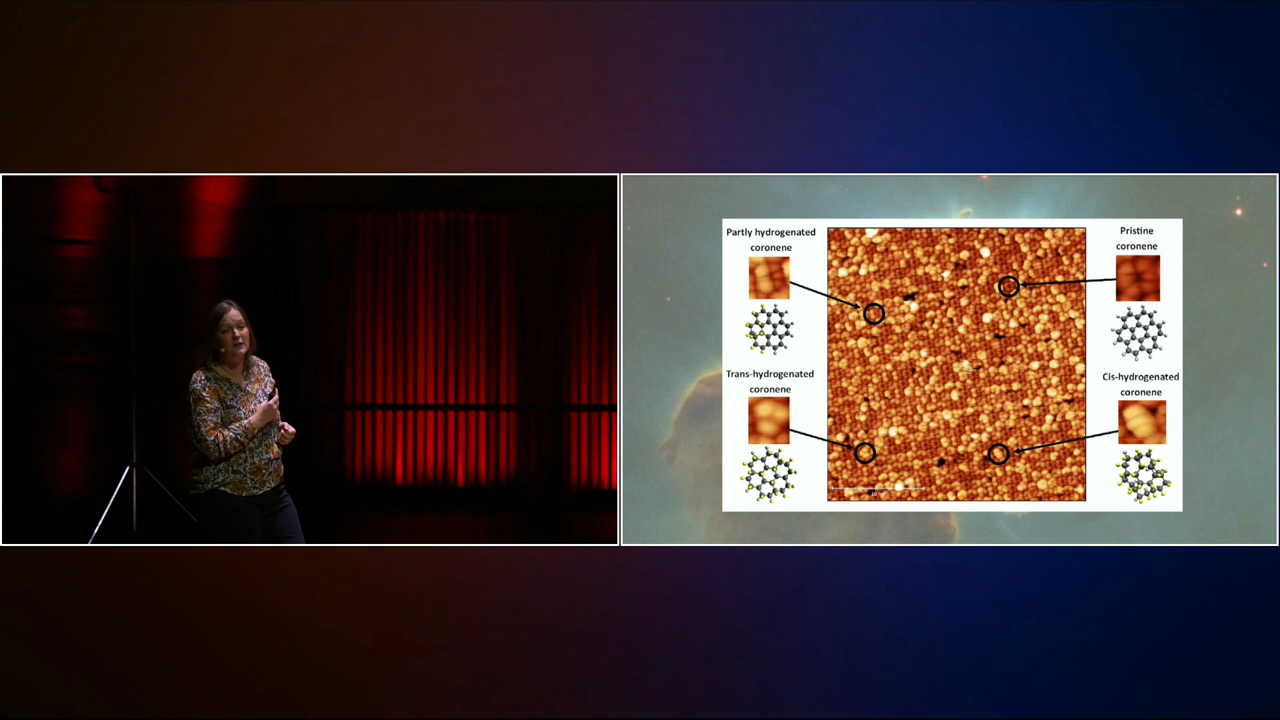 Partly hydrogenated
coronene
Pristine
coronene
Trans-hydrogenated
coronene
Cis-hydrogenated
coronene